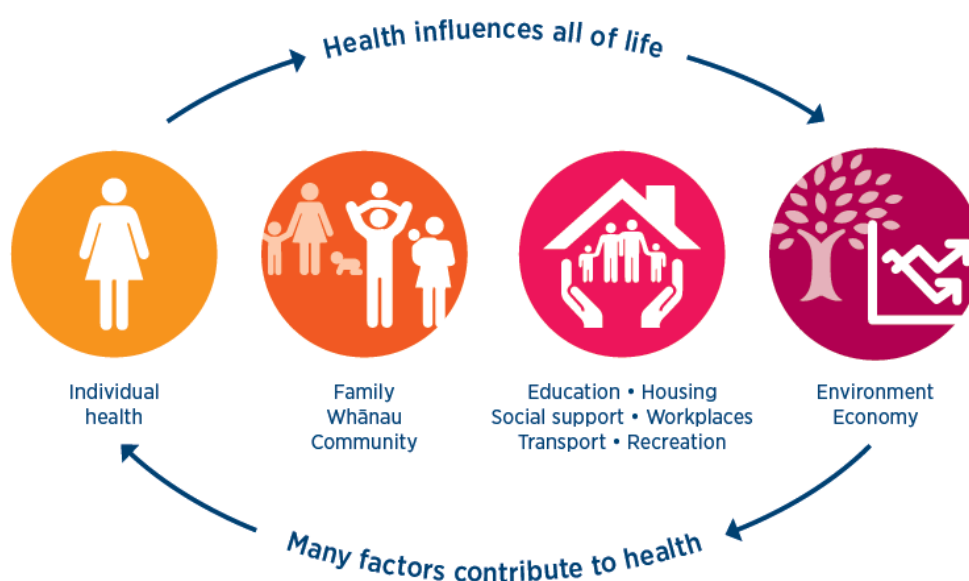 Health influences all of life
Individual
health
Family
Whānau
Community
Education • Housing
Social support • Workplaces
Transport • Recreation
Environment
Economy
Many factors contribute to health